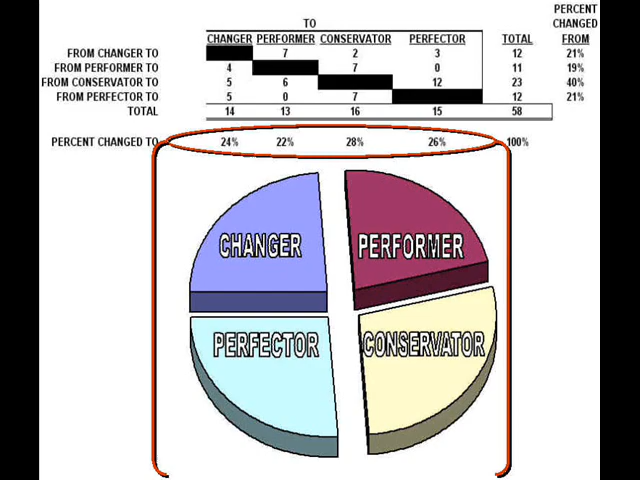 PERCENT
TO CHANGED
CHANGER PERFORMER CONSERVATOR PERFECTOR TOTAL FROM
FROM CHANGER TO 7 2 3 12 21%
FROM PERFORMER TO 4 7 0 11 19%
FROM CONSERVATOR TO 5 6 12 23 40%
FROM PERFECTOR TO 5 0 7 12 21%
TOTAL 14 13 16 15 58
PERCENT CHANGED TO 24% 22% 28% 26% 100%
CHANGER PERFORMER
PERFECTOR CONSERVATOR